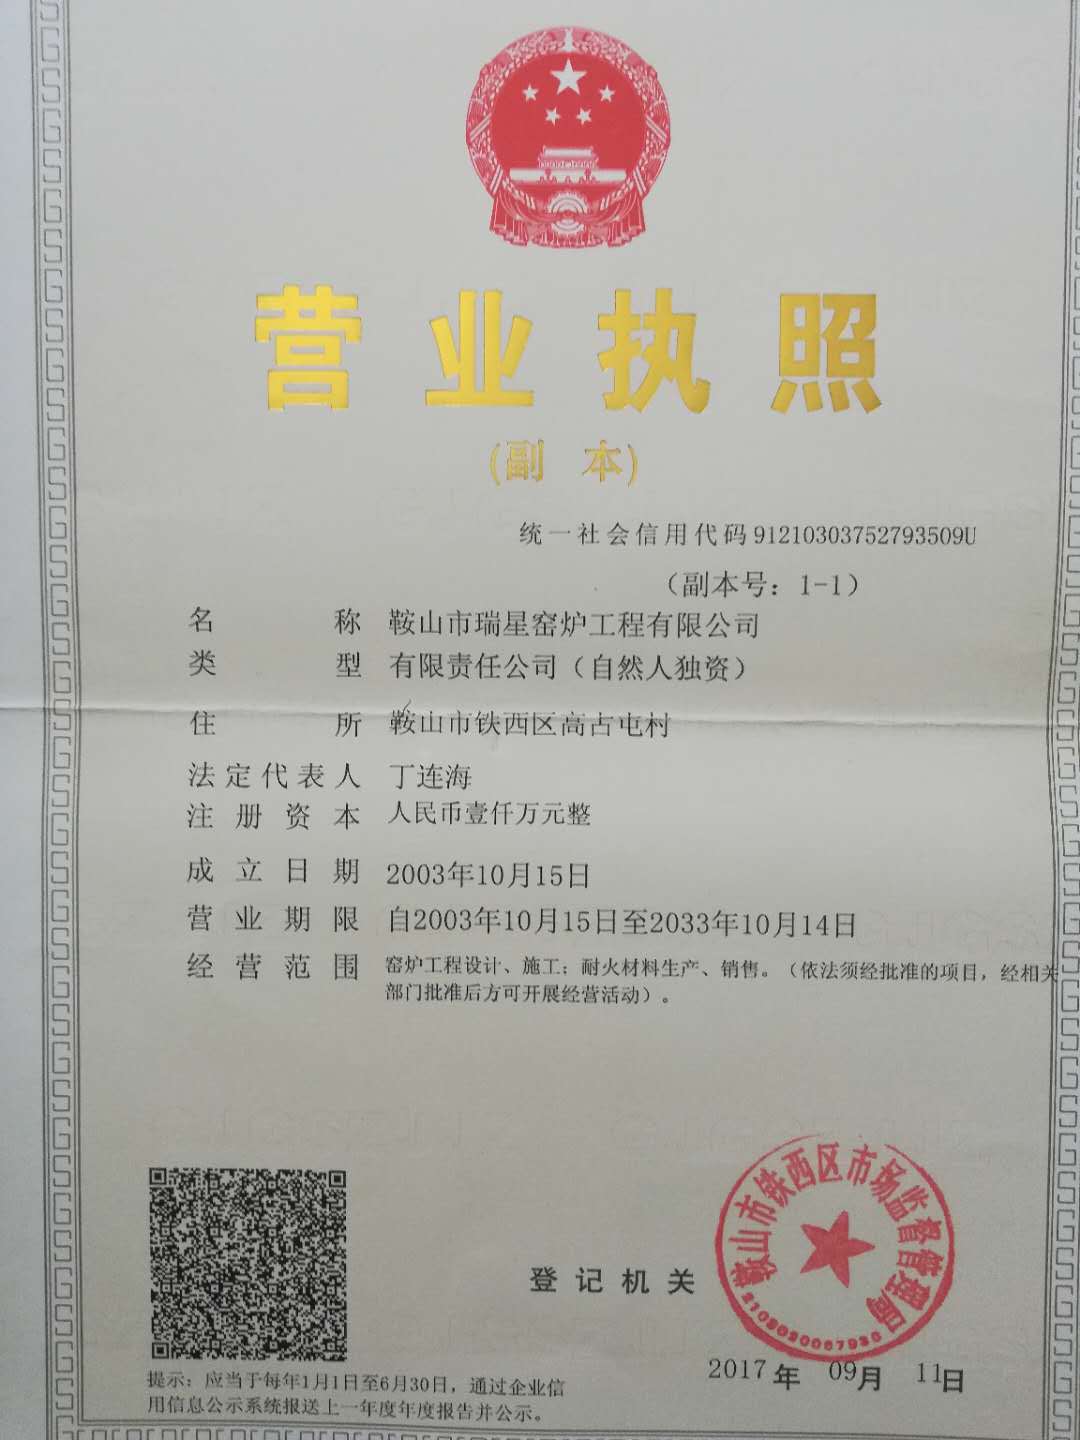 营业执照
(副 本)
统一社会信用代码 91210303752793509U
（副本号：1-1）
名称 鞍山市瑞星窑炉工程有限公司
类型 有限责任公司（自然人独资）
住所 鞍山市铁西区高占屯村
法定代表人 丁连海
注册资本 人民币壹仟万元整
成立日期 2003年10月15日
营业期限 自2003年10月15日至2033年10月14日
经营范围 窑炉工程设计、施工；耐火材料生产、销售。（依法须经批准的项目，经相关
部门批准后方可开展经营活动）。
鞍山市铁西区市场监督管理局
登记机关
2017年 09月 11日
提示：应当于每年1月1日至6月30日，通过企业信
用信息公示系统报送上一年度年度报告并公示。